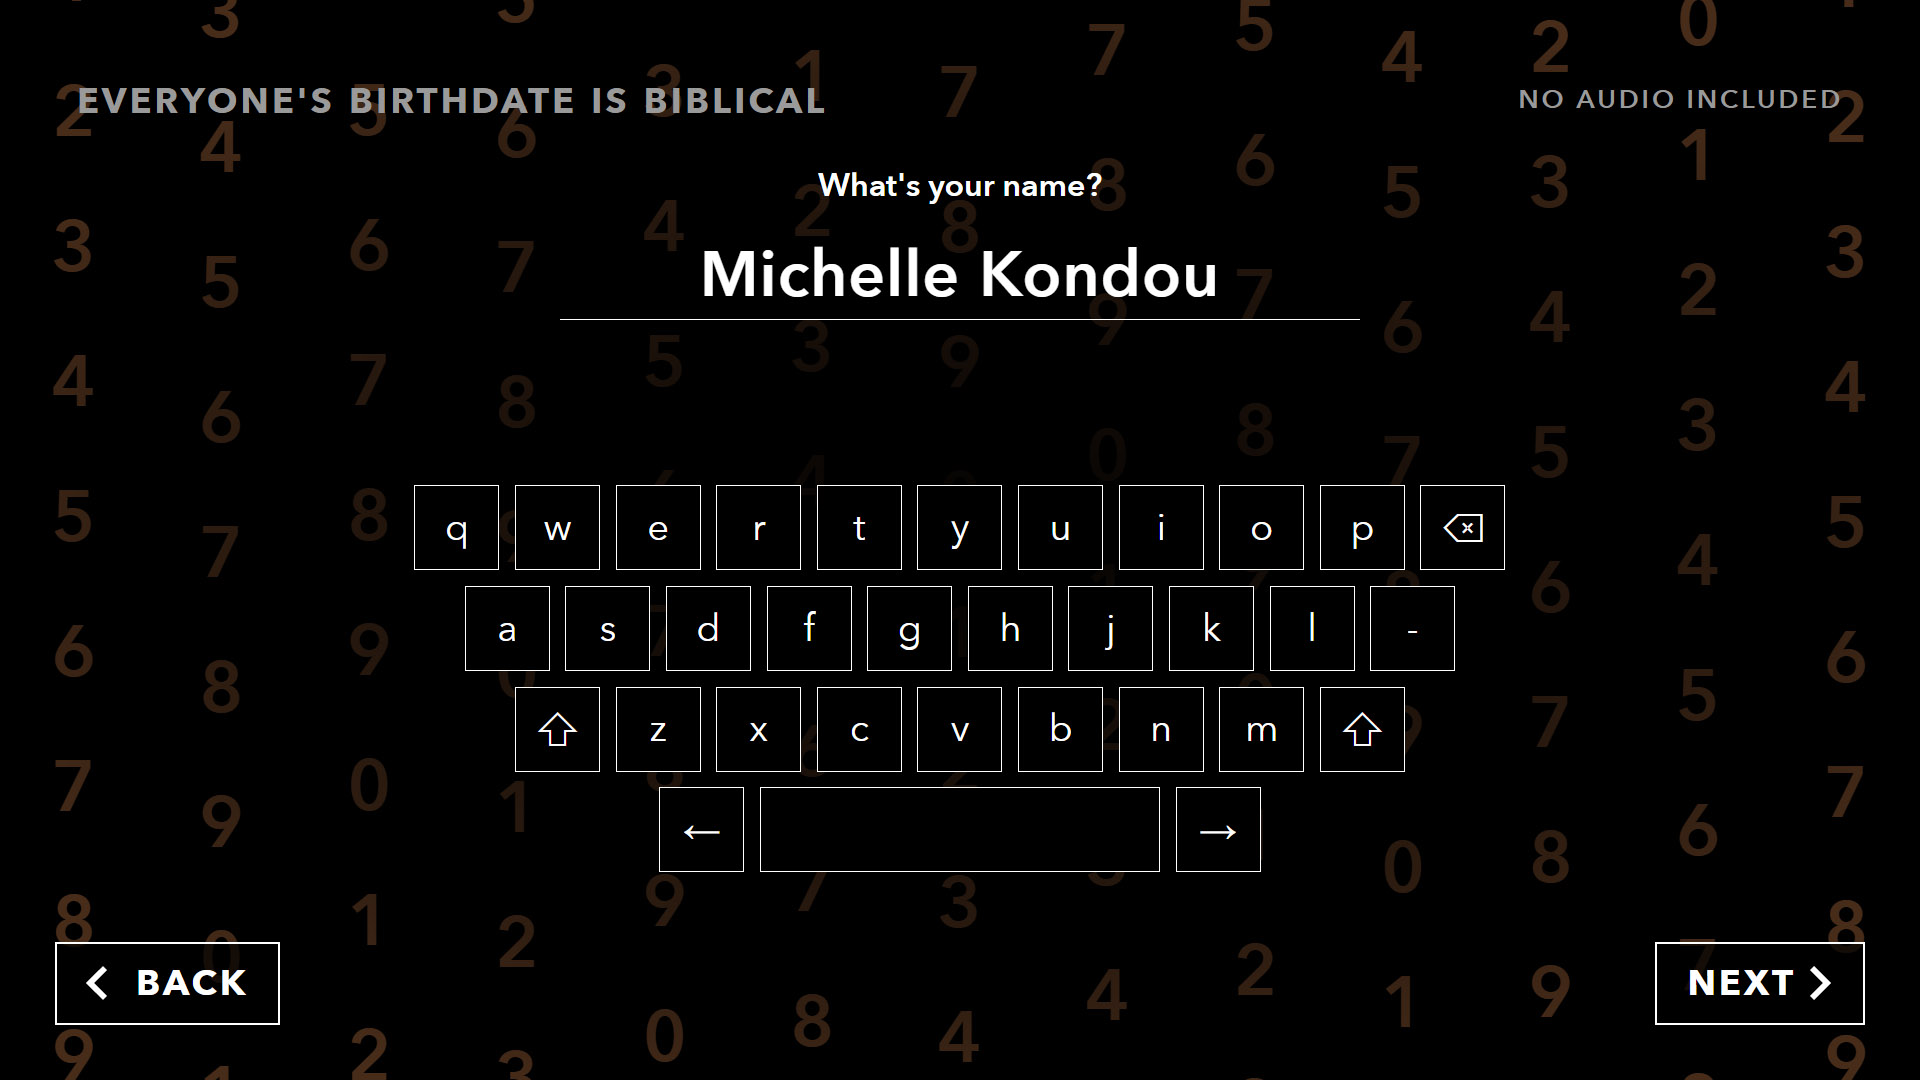 EVERYONE'S BIRTHDATE IS BIBLICAL
NO AUDIO INCLUDED
What's your name?
Michelle Kondou
q w e r t y u i o p
a s d f g h j k l -
z x c v b n m
← →
BACK
NEXT